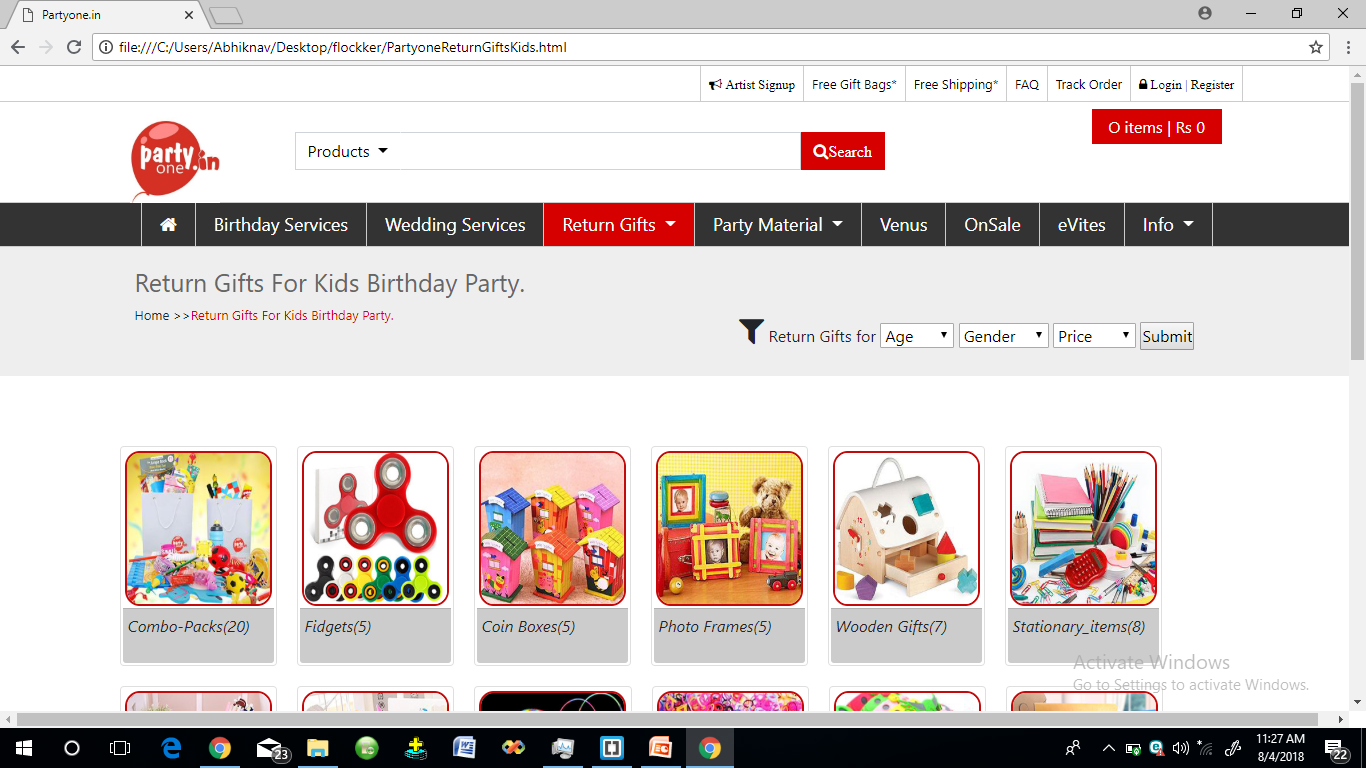 Partyone.in
file:///C:/Users/Abhiknav/Desktop/flockker/PartyoneReturnGiftsKids.html
Artist Signup Free Gift Bags* Free Shipping* FAQ Track Order Login | Register
O items | Rs 0
party
one
.in
Products
Search
Birthday Services Wedding Services Return Gifts Party Material Venus OnSale eVites Info
Return Gifts For Kids Birthday Party.
Home >>Return Gifts For Kids Birthday Party.
Return Gifts for Age Gender Price Submit
Combo-Packs(20) Fidgets(5) Coin Boxes(5) Photo Frames(5) Wooden Gifts(7) Stationary_items(8)
Activate Windows
Go to Settings to activate Windows.
23
11:27 AM
8/4/2018
22